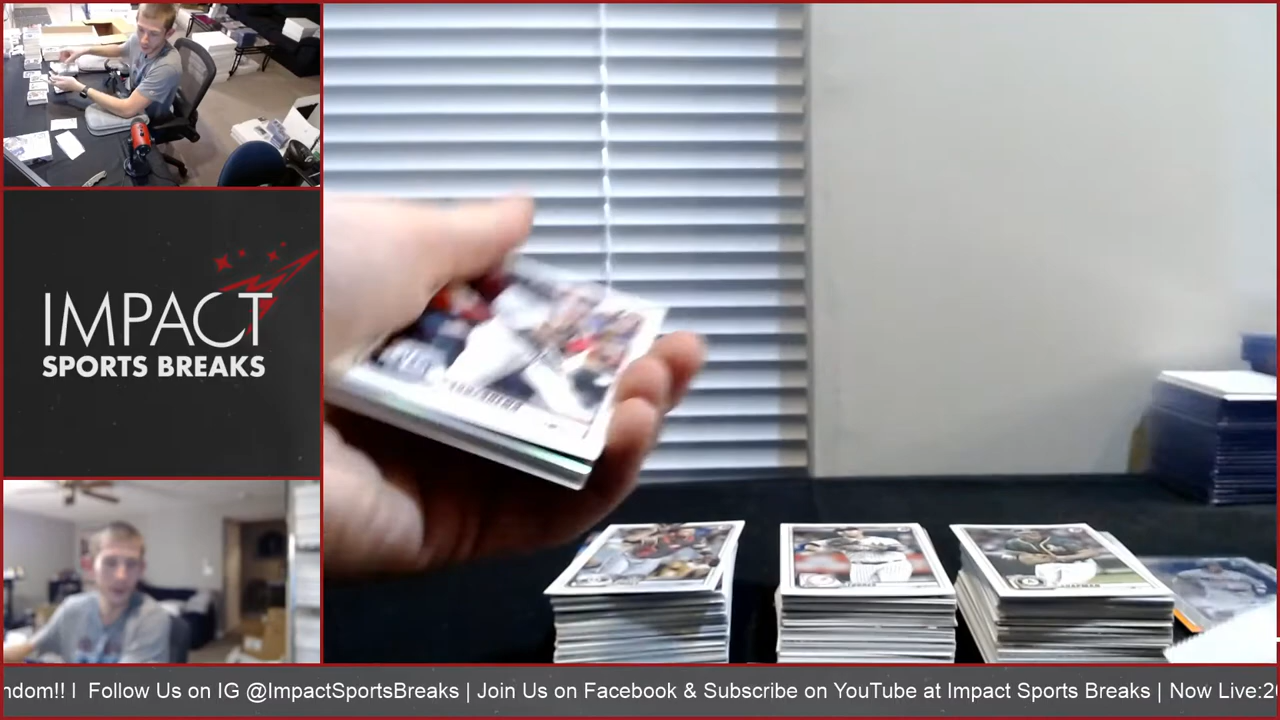 IMPACT
SPORTS BREAKS
ndom!! I Follow Us on IG @ImpactSportsBreaks | Join Us on Facebook & Subscribe on YouTube at Impact Sports Breaks | Now Live:2